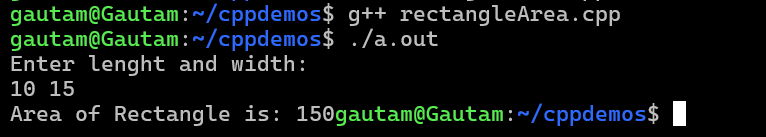 gautam@Gautam:~/cppdemos$ g++ rectangleArea.cpp
gautam@Gautam:~/cppdemos$ ./a.out
Enter lenght and width:
10 15
Area of Rectangle is: 150gautam@Gautam:~/cppdemos$